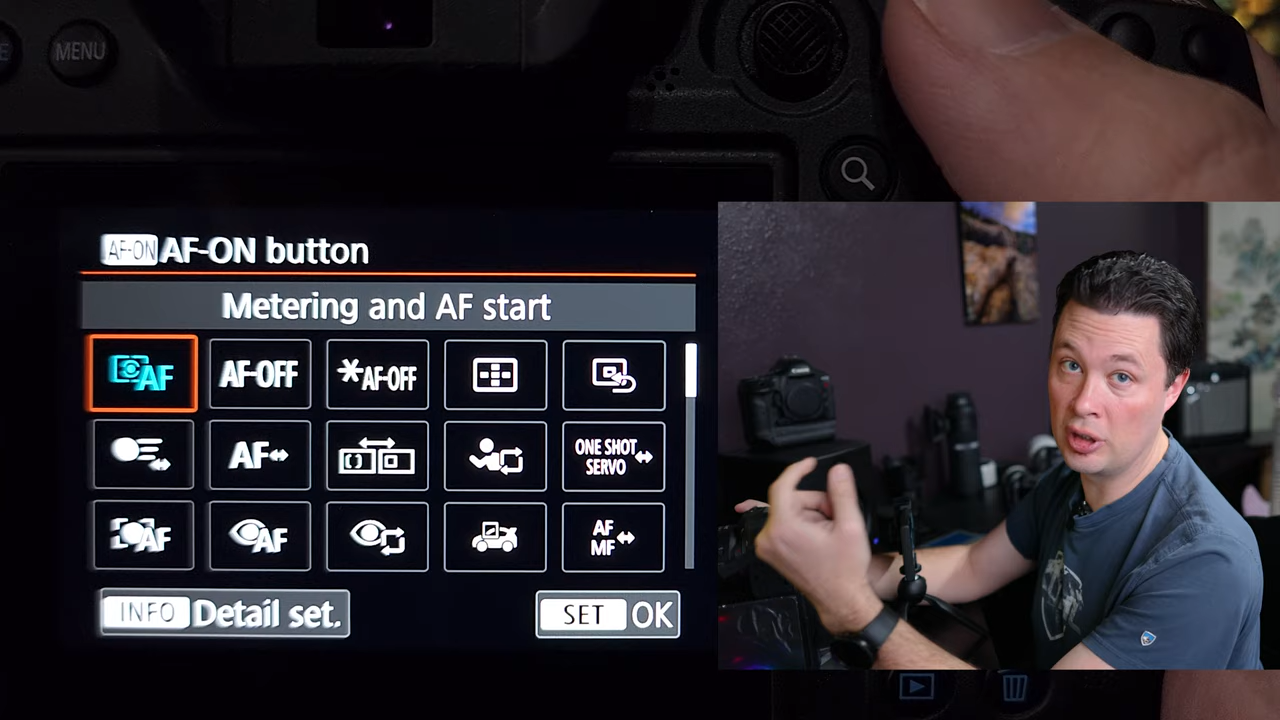 MENU
AF-ON AF-ON button
Metering and AF start
AF AF-OFF *AF-OFF
AF ONE SHOT
SERVO
AF AF AF
MF
INFO Detail set. SET OK